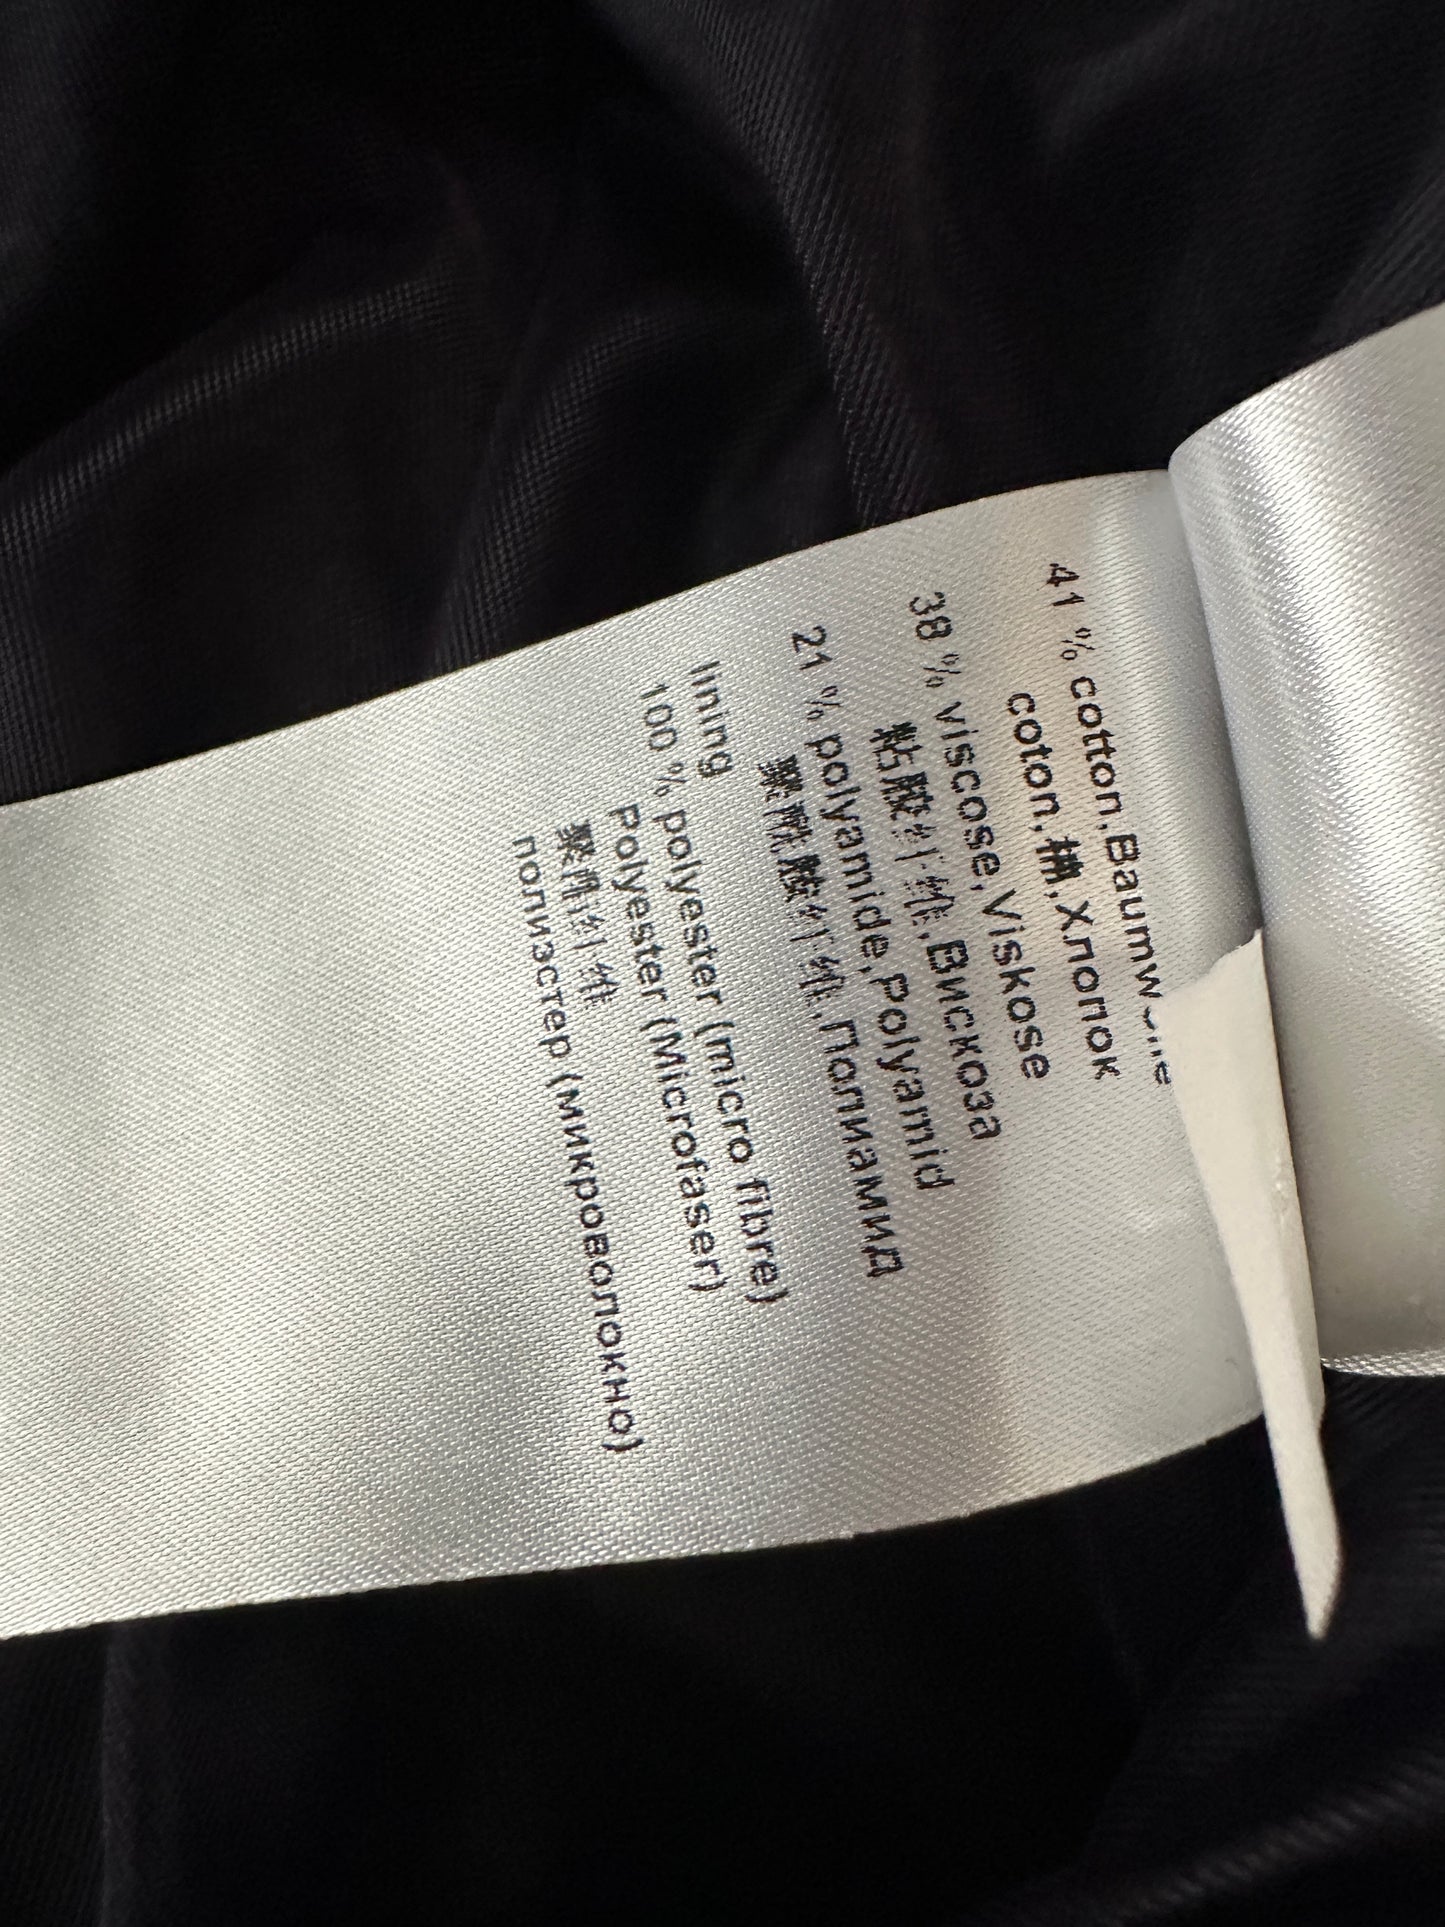 41 % cotton,Baumwolle
coton,棉,Хлопок
38 % viscose,Viskose
粘胶纤维,Вискоза
21 % polyamide,Polyamid
聚酰胺纤维,Полиамид
lining
100 % polyester (micro fibre)
Polyester (Microfaser)
聚酯纤维
полиэстер (микроволокно)